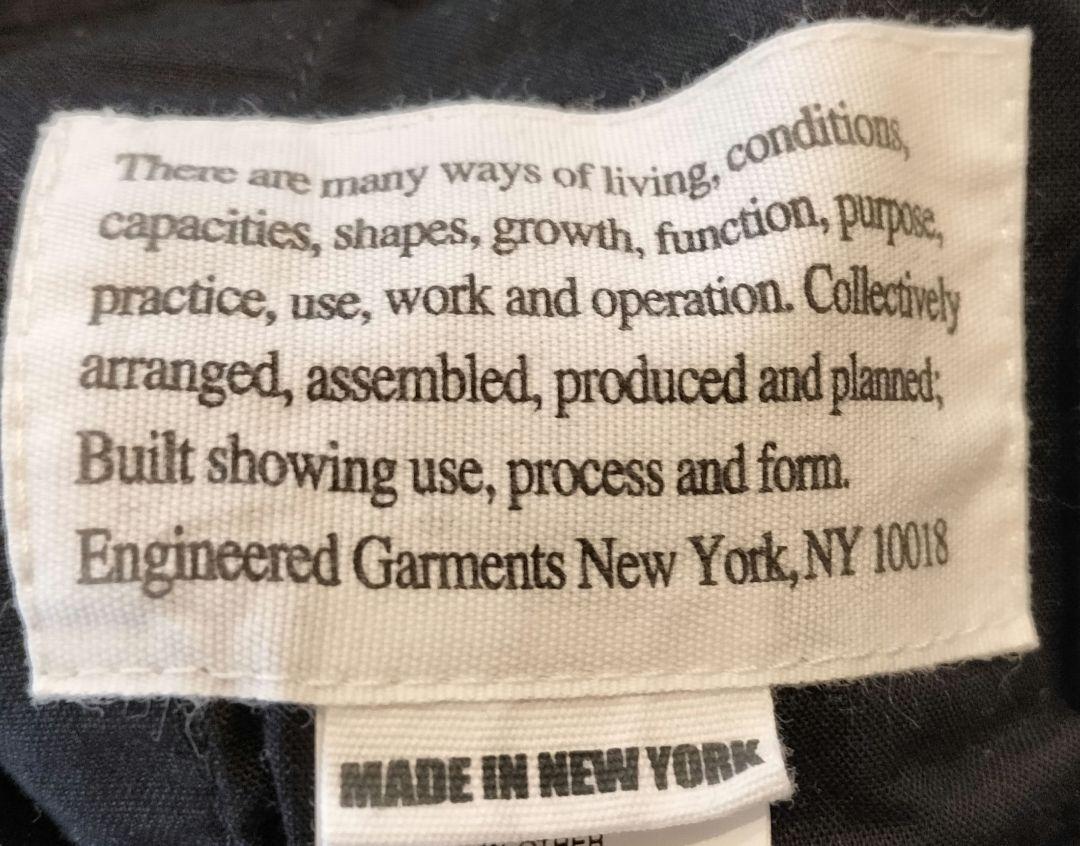 There are many ways of living, conditions,
capacities, shapes, growth, function, purpose,
practice, use, work and operation. Collectively
arranged, assembled, produced and planned;
Built showing use, process and form.
Engineered Garments New York, NY 10018
MADE IN NEW YORK
OTHER